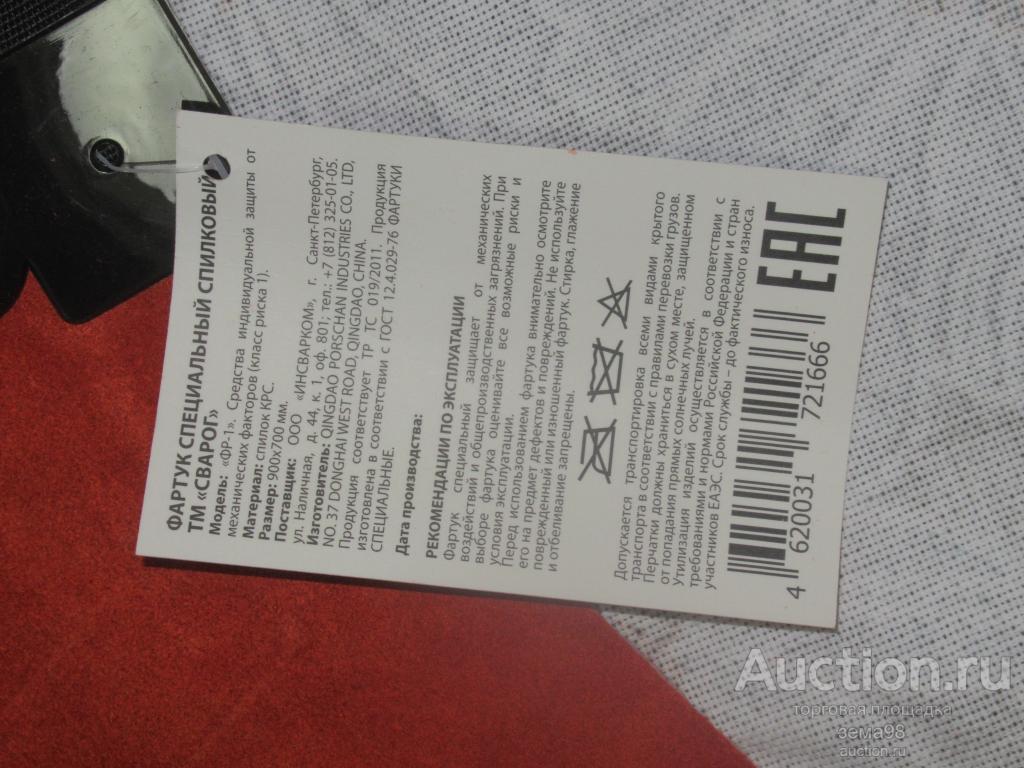 ФАРТУК СПЕЦИАЛЬНЫЙ СПИЛКОВЫЙ
ТМ «СВАРОГ»
Модель: «ФР-1». Средства индивидуальной защиты от
механических факторов (класс риска 1).
Материал: спилок КРС.
Размер: 900х700 мм.
Поставщик: ООО «ИНСВАРКОМ», г. Санкт-Петербург,
ул. Наличная, д. 44, к. 1, оф. 801; тел.: +7 (812) 325-01-05.
Изготовитель: QINGDAO PORSCHAN INDUSTRIES CO., LTD,
NO. 37 DONGHAI WEST ROAD, QINGDAO, CHINA.
Продукция соответствует ТР ТС 019/2011. Продукция
изготовлена в соответствии с ГОСТ 12.4.029-76 ФАРТУКИ
СПЕЦИАЛЬНЫЕ.
Дата производства:
РЕКОМЕНДАЦИИ ПО ЭКСПЛУАТАЦИИ
Фартук специальный защищает от механических
воздействий и общепроизводственных загрязнений. При
выборе фартука оценивайте все возможные риски и
условия эксплуатации.
Перед использованием фартука внимательно осмотрите
его на предмет дефектов и повреждений. Не используйте
поврежденный или изношенный фартук. Стирка, глажение
и отбеливание запрещены.
Допускается транспортировка всеми видами крытого
транспорта в соответствии с правилами перевозки грузов.
Перчатки должны храниться в сухом месте, защищенном
от попадания прямых солнечных лучей.
Утилизация изделий осуществляется в соответствии с
требованиями и нормами Российской Федерации и стран
участников ЕАЭС. Срок службы – до фактического износа.
4 620031 721666
EAC
Auction.ru
торговая площадка
зема98
auction.ru